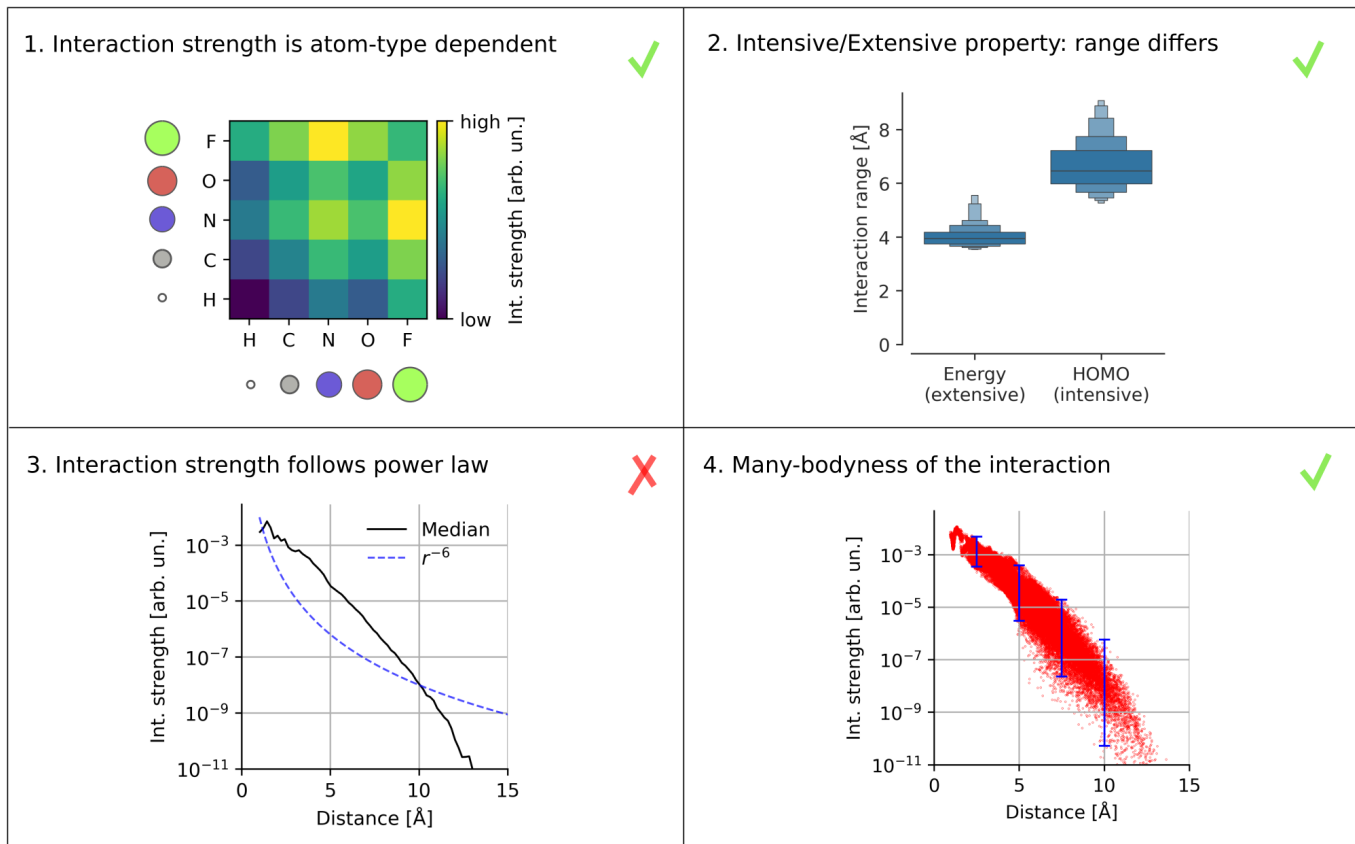 1. Interaction strength is atom-type dependent
F
O
N
C
H
H C N O F
high
low
Int. strength [arb. un.]
2. Intensive/Extensive property: range differs
Interaction range [Å]
8
6
4
2
0
Energy
(extensive)
HOMO
(intensive)
3. Interaction strength follows power law
Int. strength [arb. un.]
10⁻³
10⁻⁵
10⁻⁷
10⁻⁹
10⁻¹¹
Median
r⁻⁶
0 5 10 15
Distance [Å]
4. Many-bodyness of the interaction
Int. strength [arb. un.]
10⁻³
10⁻⁵
10⁻⁷
10⁻⁹
10⁻¹¹
0 5 10 15
Distance [Å]